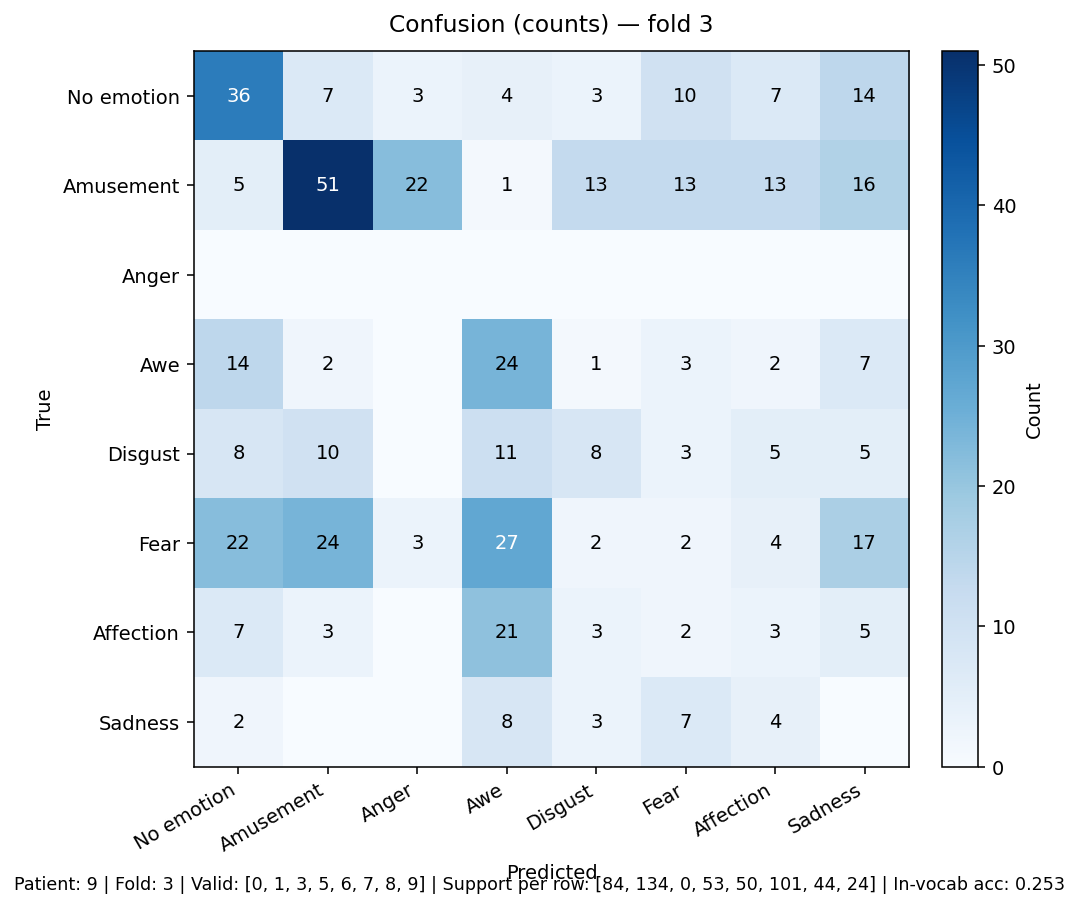 Confusion (counts) — fold 3
No emotion 36 7 3 4 3 10 7 14
Amusement 5 51 22 1 13 13 13 16
Anger
Awe 14 2 24 1 3 2 7
Disgust 8 10 11 8 3 5 5
Fear 22 24 3 27 2 2 4 17
Affection 7 3 21 3 2 3 5
Sadness 2 8 3 7 4
True
No emotion Amusement Anger Awe Disgust Fear Affection Sadness
Predicted
50
40
30
20
10
0
Count
Patient: 9 | Fold: 3 | Valid: [0, 1, 3, 5, 6, 7, 8, 9] | Support per row: [84, 134, 0, 53, 50, 101, 44, 24] | In-vocab acc: 0.253